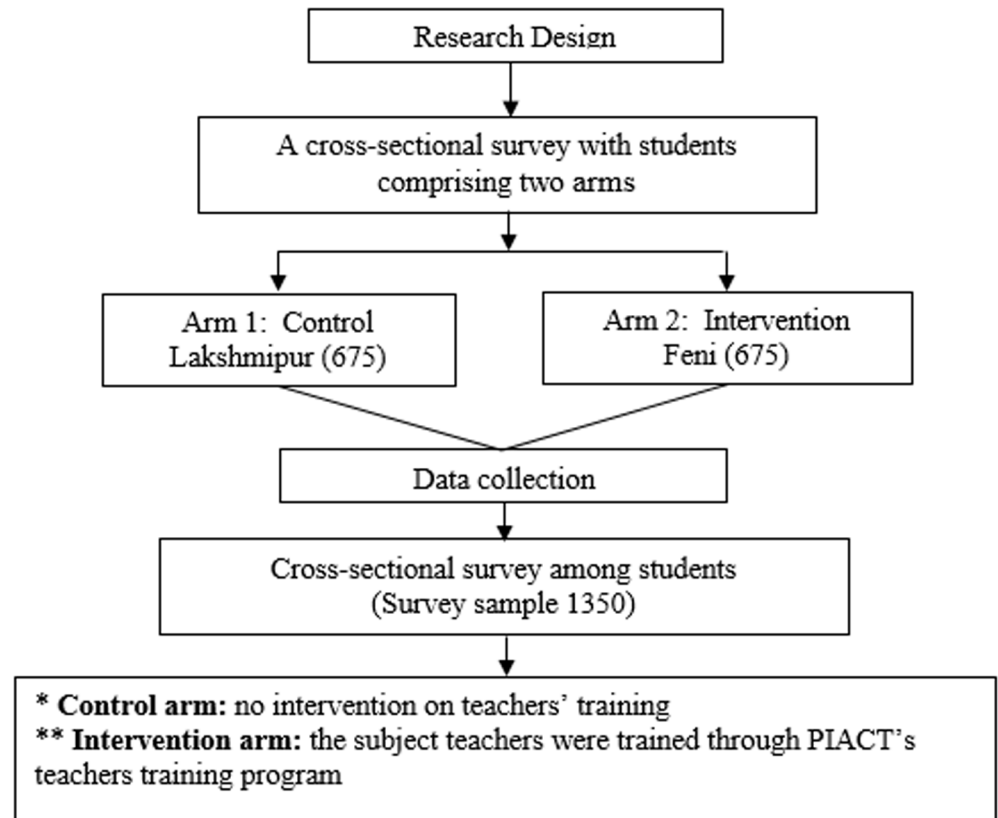 Research Design
A cross-sectional survey with students
comprising two arms
Arm 1:  Control
Lakshmipur (675)
Arm 2:  Intervention
Feni (675)
Data collection
Cross-sectional survey among students
(Survey sample 1350)
* Control arm: no intervention on teachers’ training
** Intervention arm: the subject teachers were trained through PIACT’s
teachers training program